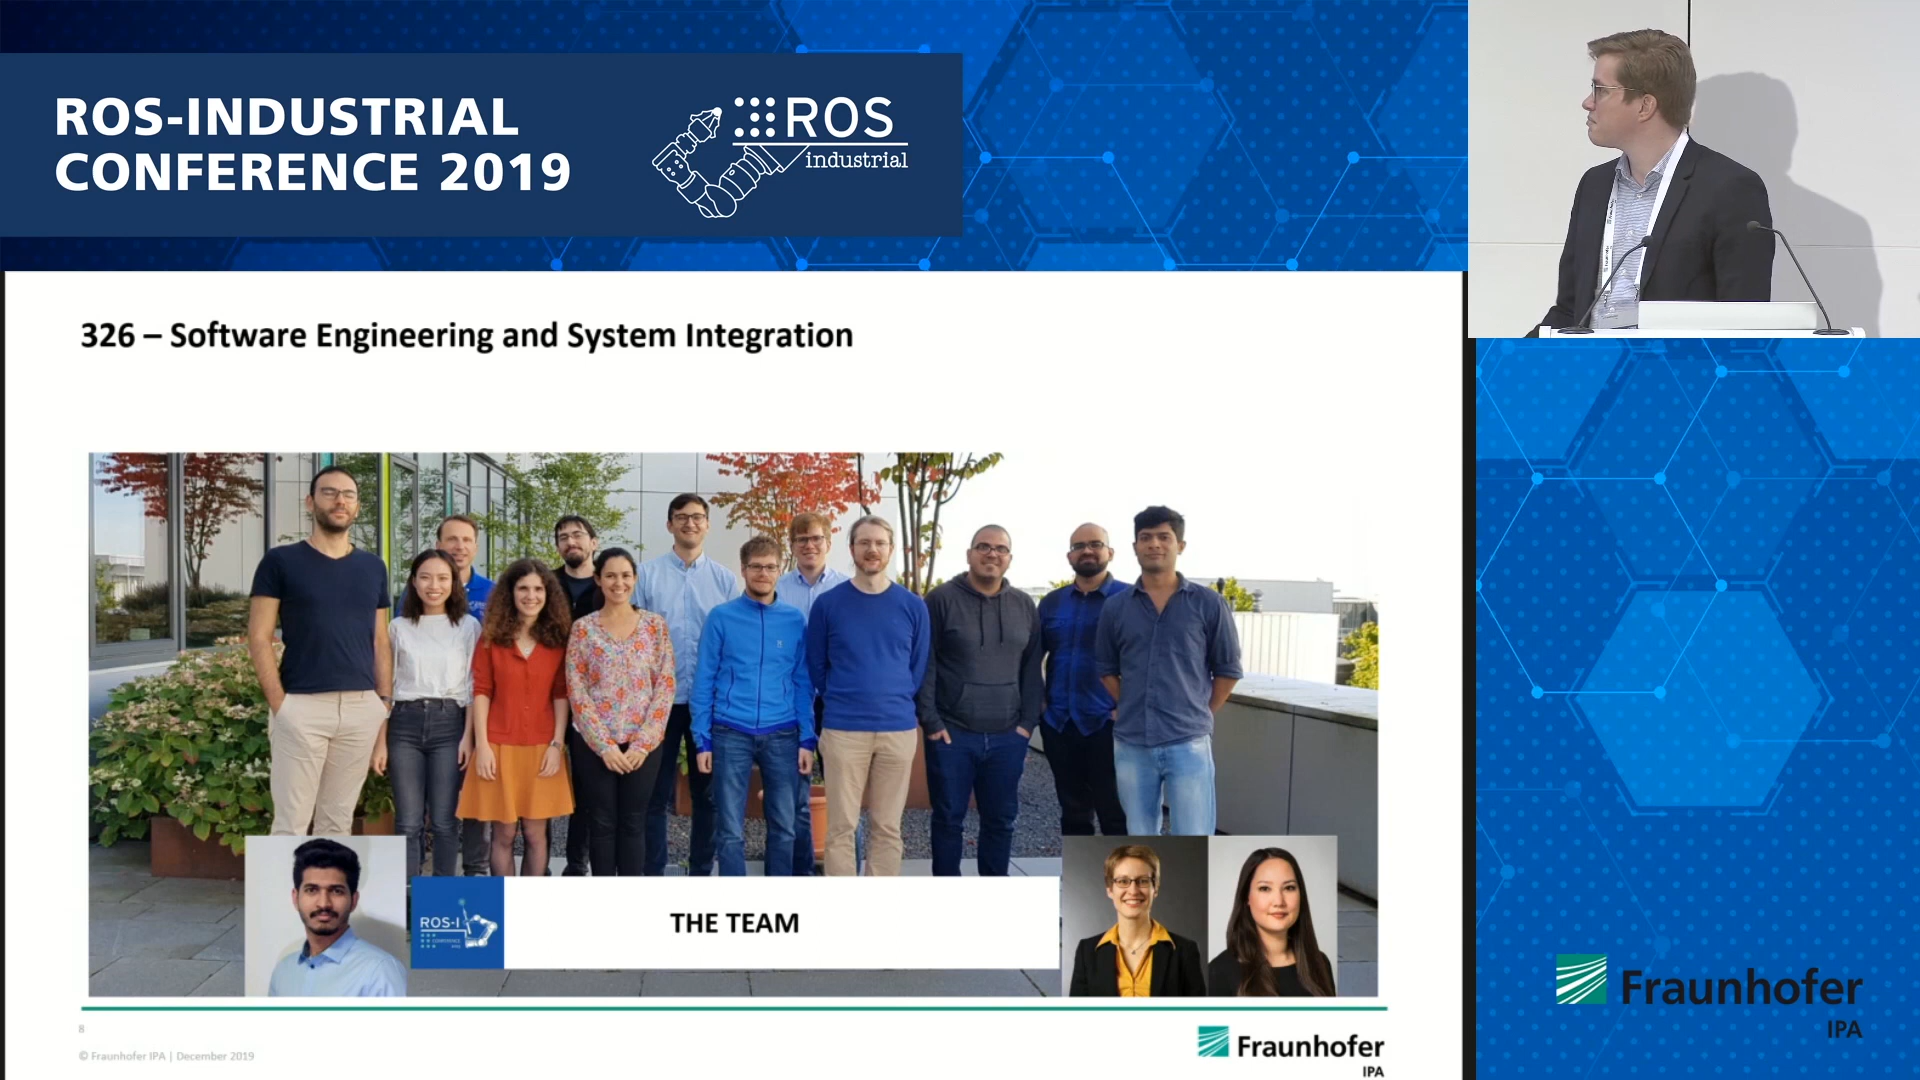 ROS-INDUSTRIAL
CONFERENCE 2019
ROS
industrial
326 – Software Engineering and System Integration
ROS-I
CONFERENCE
THE TEAM
8
© Fraunhofer IPA | December 2019
Fraunhofer
IPA
Fraunhofer
IPA